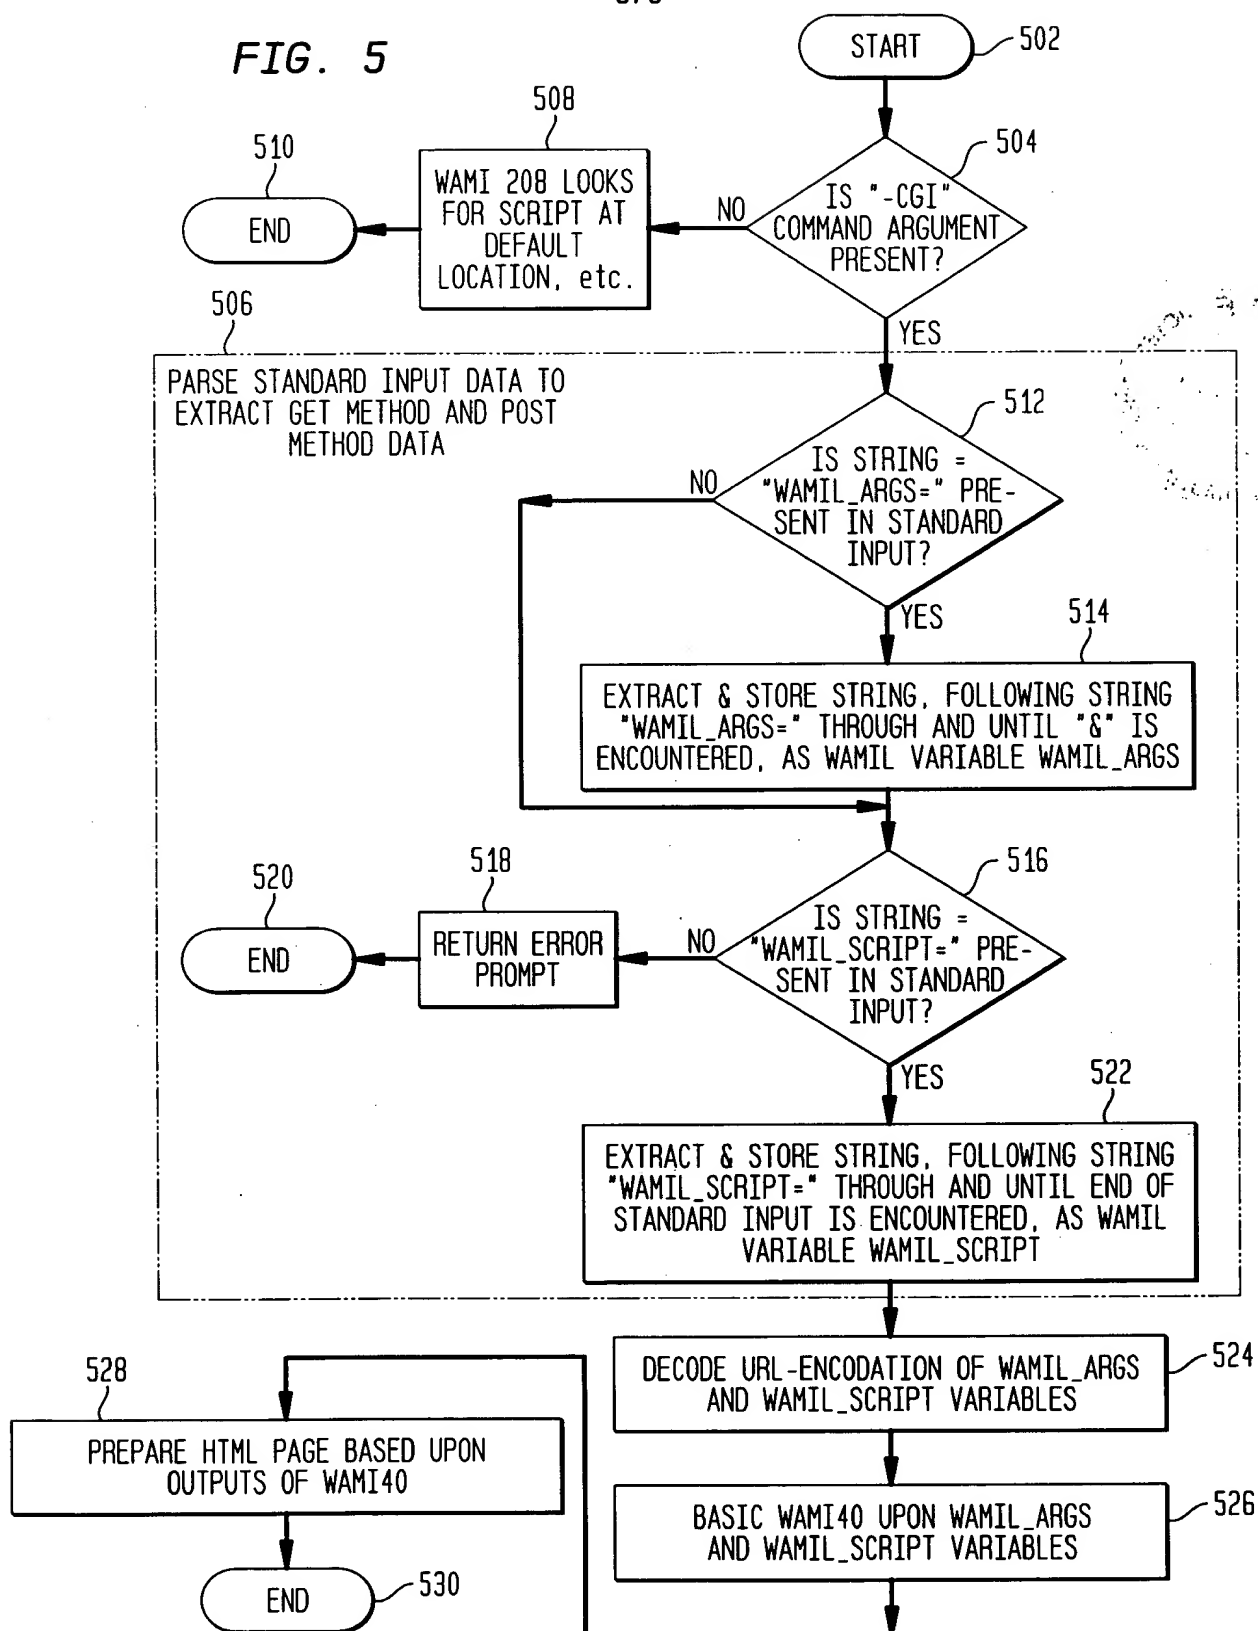 FIG. 5
START
502
508
510
504
WAMI 208 LOOKS
FOR SCRIPT AT
DEFAULT
LOCATION, etc.
END
NO
IS "-CGI"
COMMAND ARGUMENT
PRESENT?
506
YES
PARSE STANDARD INPUT DATA TO
EXTRACT GET METHOD AND POST
METHOD DATA
512
NO
IS STRING =
"WAMIL_ARGS=" PRE-
SENT IN STANDARD
INPUT?
YES
514
EXTRACT & STORE STRING, FOLLOWING STRING
"WAMIL_ARGS=" THROUGH AND UNTIL "&" IS
ENCOUNTERED, AS WAMIL VARIABLE WAMIL_ARGS
516
518
520
END
RETURN ERROR
PROMPT
NO
IS STRING =
"WAMIL_SCRIPT=" PRE-
SENT IN STANDARD
INPUT?
YES
522
EXTRACT & STORE STRING, FOLLOWING STRING
"WAMIL_SCRIPT=" THROUGH AND UNTIL END OF
STANDARD INPUT IS ENCOUNTERED, AS WAMIL
VARIABLE WAMIL_SCRIPT
DECODE URL-ENCODATION OF WAMIL_ARGS
AND WAMIL_SCRIPT VARIABLES
524
528
PREPARE HTML PAGE BASED UPON
OUTPUTS OF WAMI40
BASIC WAMI40 UPON WAMIL_ARGS
AND WAMIL_SCRIPT VARIABLES
526
END
530